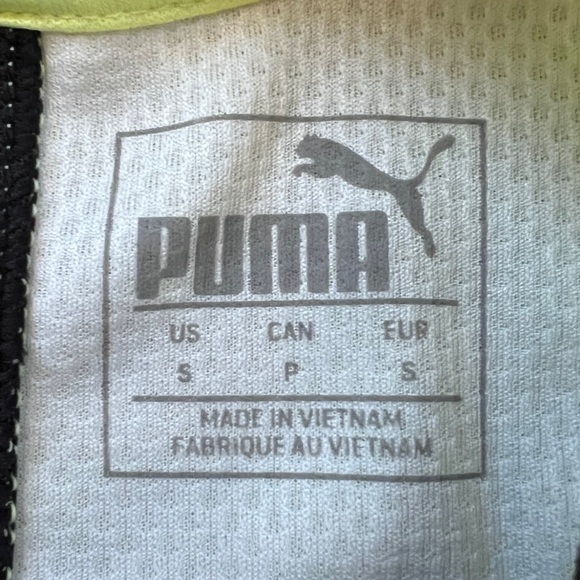 PUMA
US CAN EUR
S P S
MADE IN VIETNAM
FABRIQUE AU VIETNAM